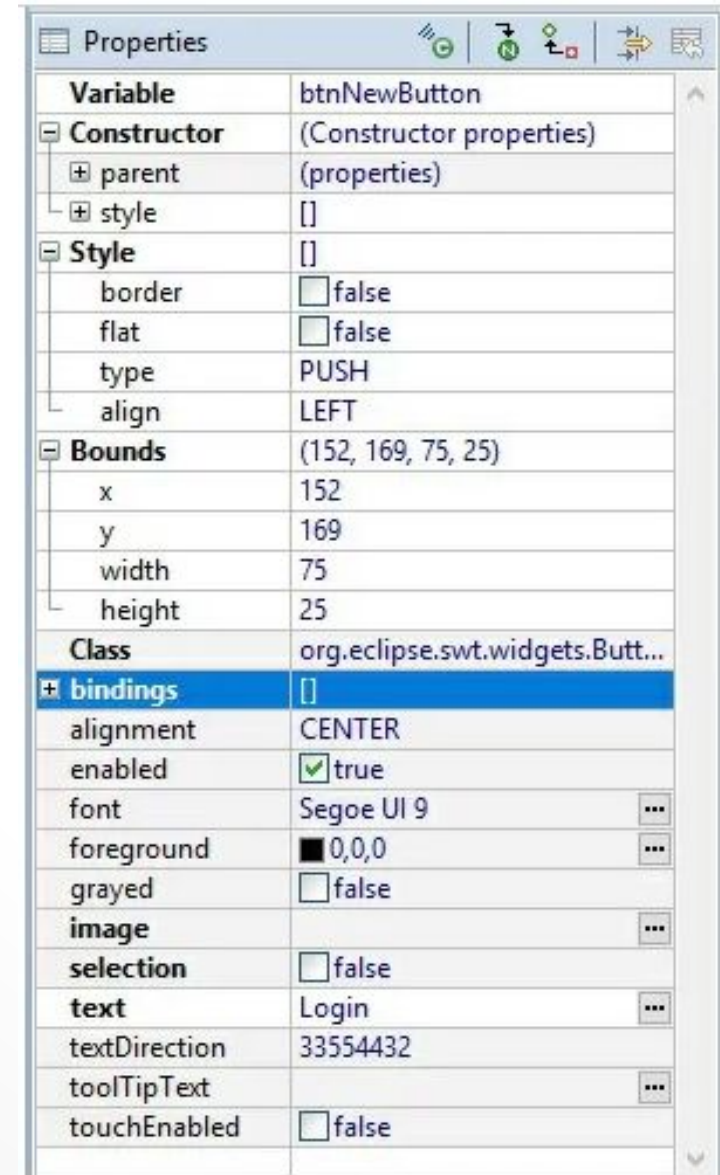 Properties
Variable btnNewButton
Constructor (Constructor properties)
parent (properties)
style []
Style []
border false
flat false
type PUSH
align LEFT
Bounds (152, 169, 75, 25)
x 152
y 169
width 75
height 25
Class org.eclipse.swt.widgets.Butt...
bindings []
alignment CENTER
enabled true
font Segoe UI 9 ...
foreground 0,0,0 ...
grayed false
image ...
selection false
text Login ...
textDirection 33554432
toolTipText ...
touchEnabled false